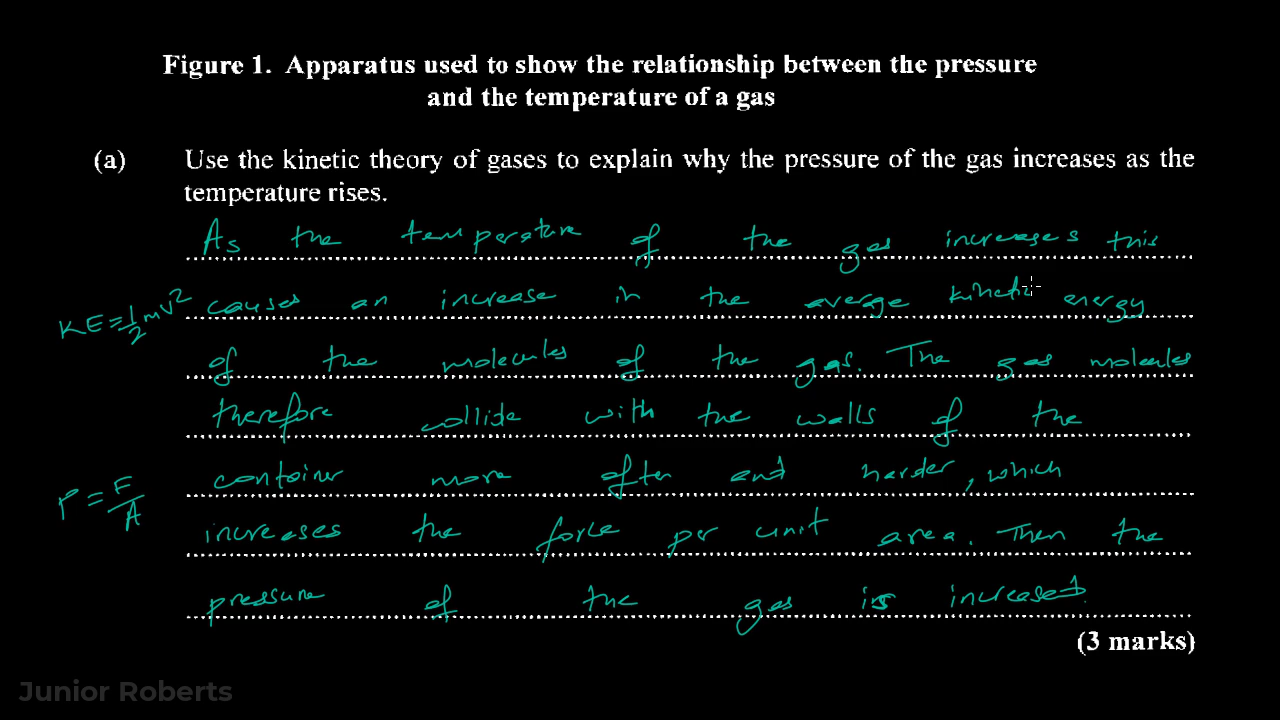 Figure 1. Apparatus used to show the relationship between the pressure
and the temperature of a gas
(a) Use the kinetic theory of gases to explain why the pressure of the gas increases as the
temperature rises.
As the temperature of the gas increases this
KE = 1/2 mv² causes an increase in the average kinetic energy
of the molecules of the gas. The gas molecules
therefore collide with the walls of the
container more often and harder, which
P = F/A
increases the force per unit area. Then the
pressure of the gas is increased.
(3 marks)
Junior Roberts